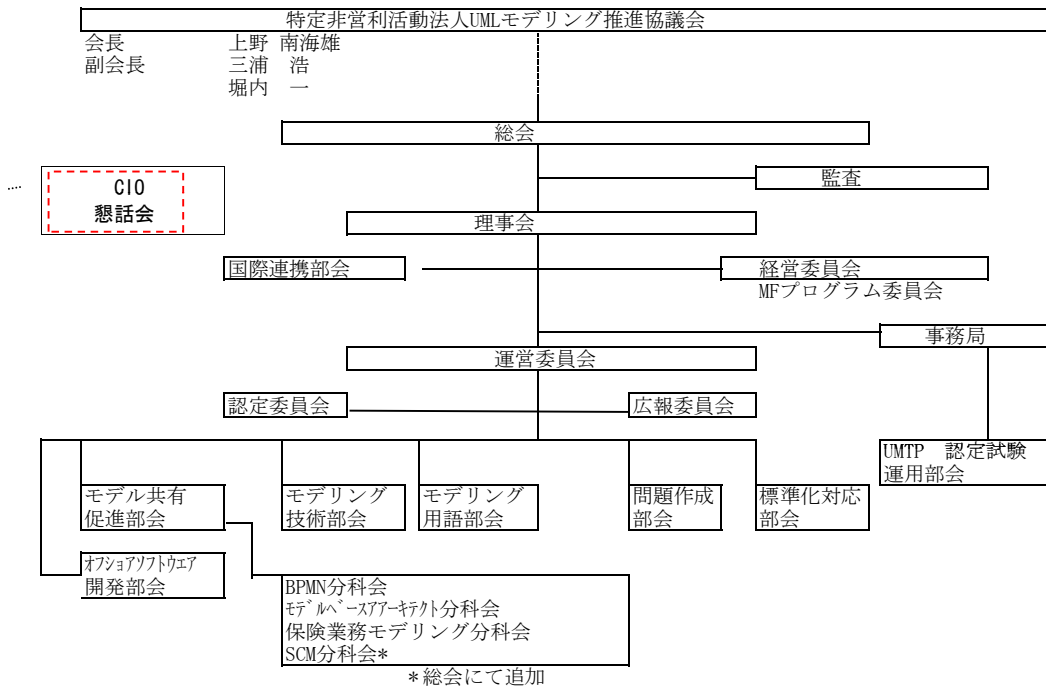 特定非営利活動法人UMLモデリング推進協議会
会長 上野 南海雄
副会長 三浦 浩
堀内 一
総会
監査
CIO
懇話会
理事会
国際連携部会
経営委員会
MFプログラム委員会
事務局
運営委員会
認定委員会
広報委員会
UMTP 認定試験
運用部会
モデル共有
促進部会
モデリング
技術部会
モデリング
用語部会
問題作成
部会
標準化対応
部会
ｵﾌｼｮｱｿﾌﾄｳｴｱ
開発部会
BPMN分科会
ﾓﾃﾞﾙﾍﾞｰｽｱｱｰｷﾃｸﾄ分科会
保険業務モデリング分科会
SCM分科会*
*総会にて追加